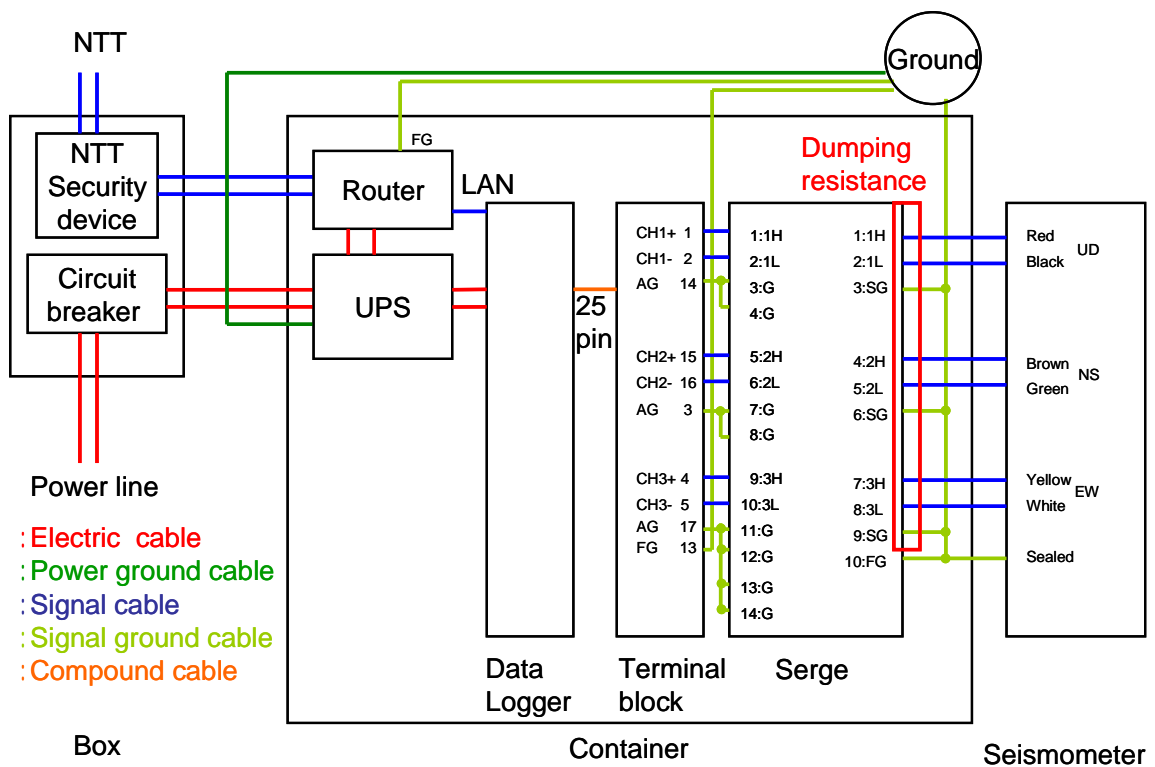 NTT
Ground
NTT
Security
device
FG
Router
LAN
Dumping
resistance
Circuit
breaker
UPS
25
pin
CH1+ 1
CH1- 2
AG 14
CH2+ 15
CH2- 16
AG 3
CH3+ 4
CH3- 5
AG 17
FG 13
1:1H
2:1L
3:G
4:G
5:2H
6:2L
7:G
8:G
9:3H
10:3L
11:G
12:G
13:G
14:G
1:1H
2:1L
3:SG
4:2H
5:2L
6:SG
7:3H
8:3L
9:SG
10:FG
Red
Black
UD
Brown
Green
NS
Yellow
White
EW
Sealed
Power line
:Electric cable
:Power ground cable
:Signal cable
:Signal ground cable
:Compound cable
Data
Logger
Terminal
block
Serge
Box
Container
Seismometer